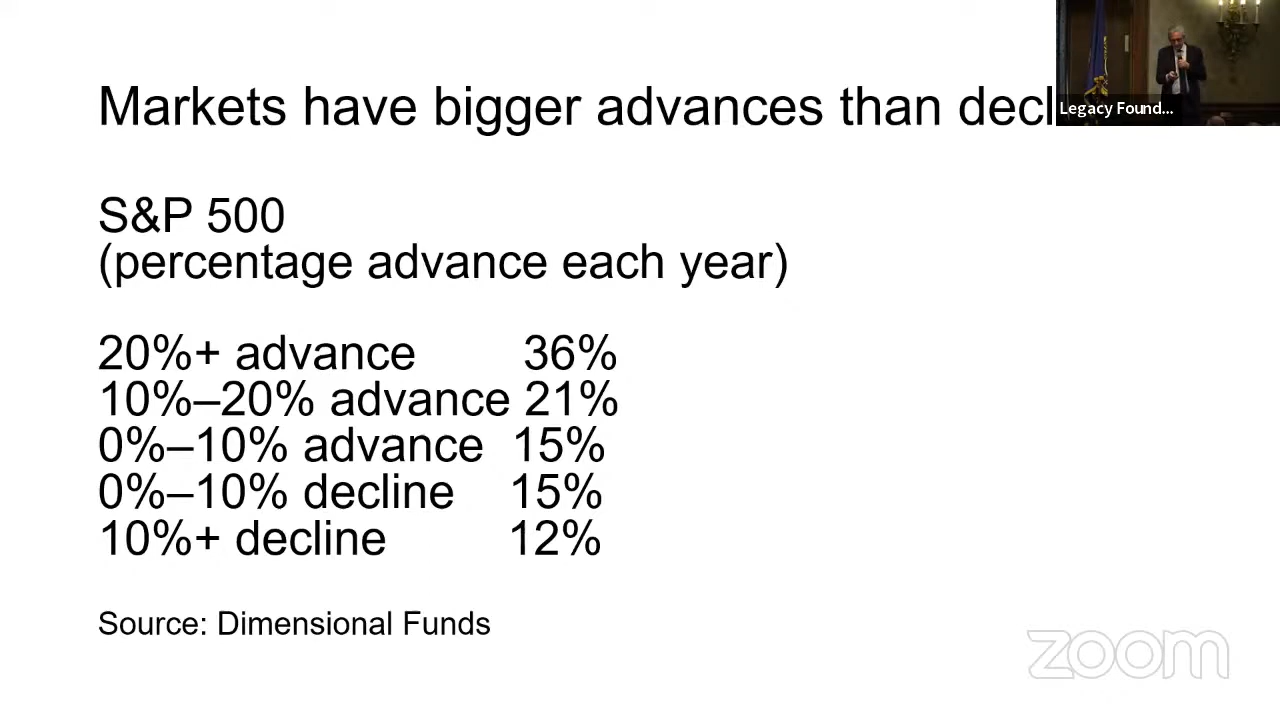 Markets have bigger advances than decl
Legacy Found...
S&P 500
(percentage advance each year)
20%+ advance 36%
10%–20% advance 21%
0%–10% advance 15%
0%–10% decline 15%
10%+ decline 12%
Source: Dimensional Funds
zoom